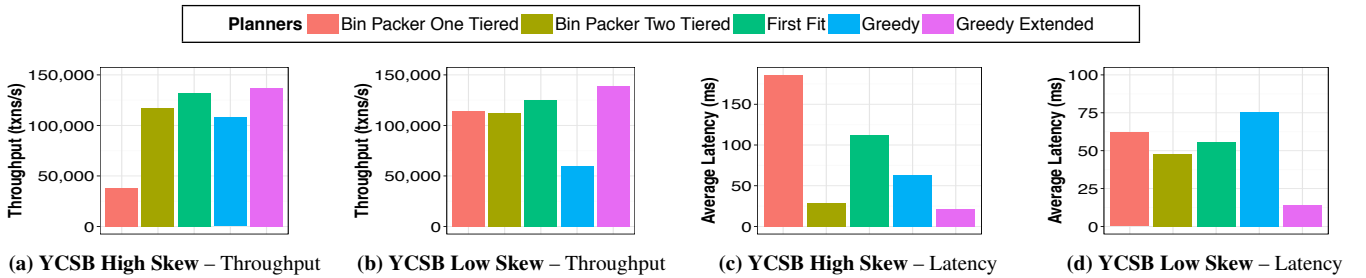 Planners Bin Packer One Tiered Bin Packer Two Tiered First Fit Greedy Greedy Extended
Throughput (txns/s)
150,000
100,000
50,000
0
(a) YCSB High Skew – Throughput
Throughput (txns/s)
150,000
100,000
50,000
0
(b) YCSB Low Skew – Throughput
Average Latency (ms)
150
100
50
0
(c) YCSB High Skew – Latency
Average Latency (ms)
100
75
50
25
0
(d) YCSB Low Skew – Latency